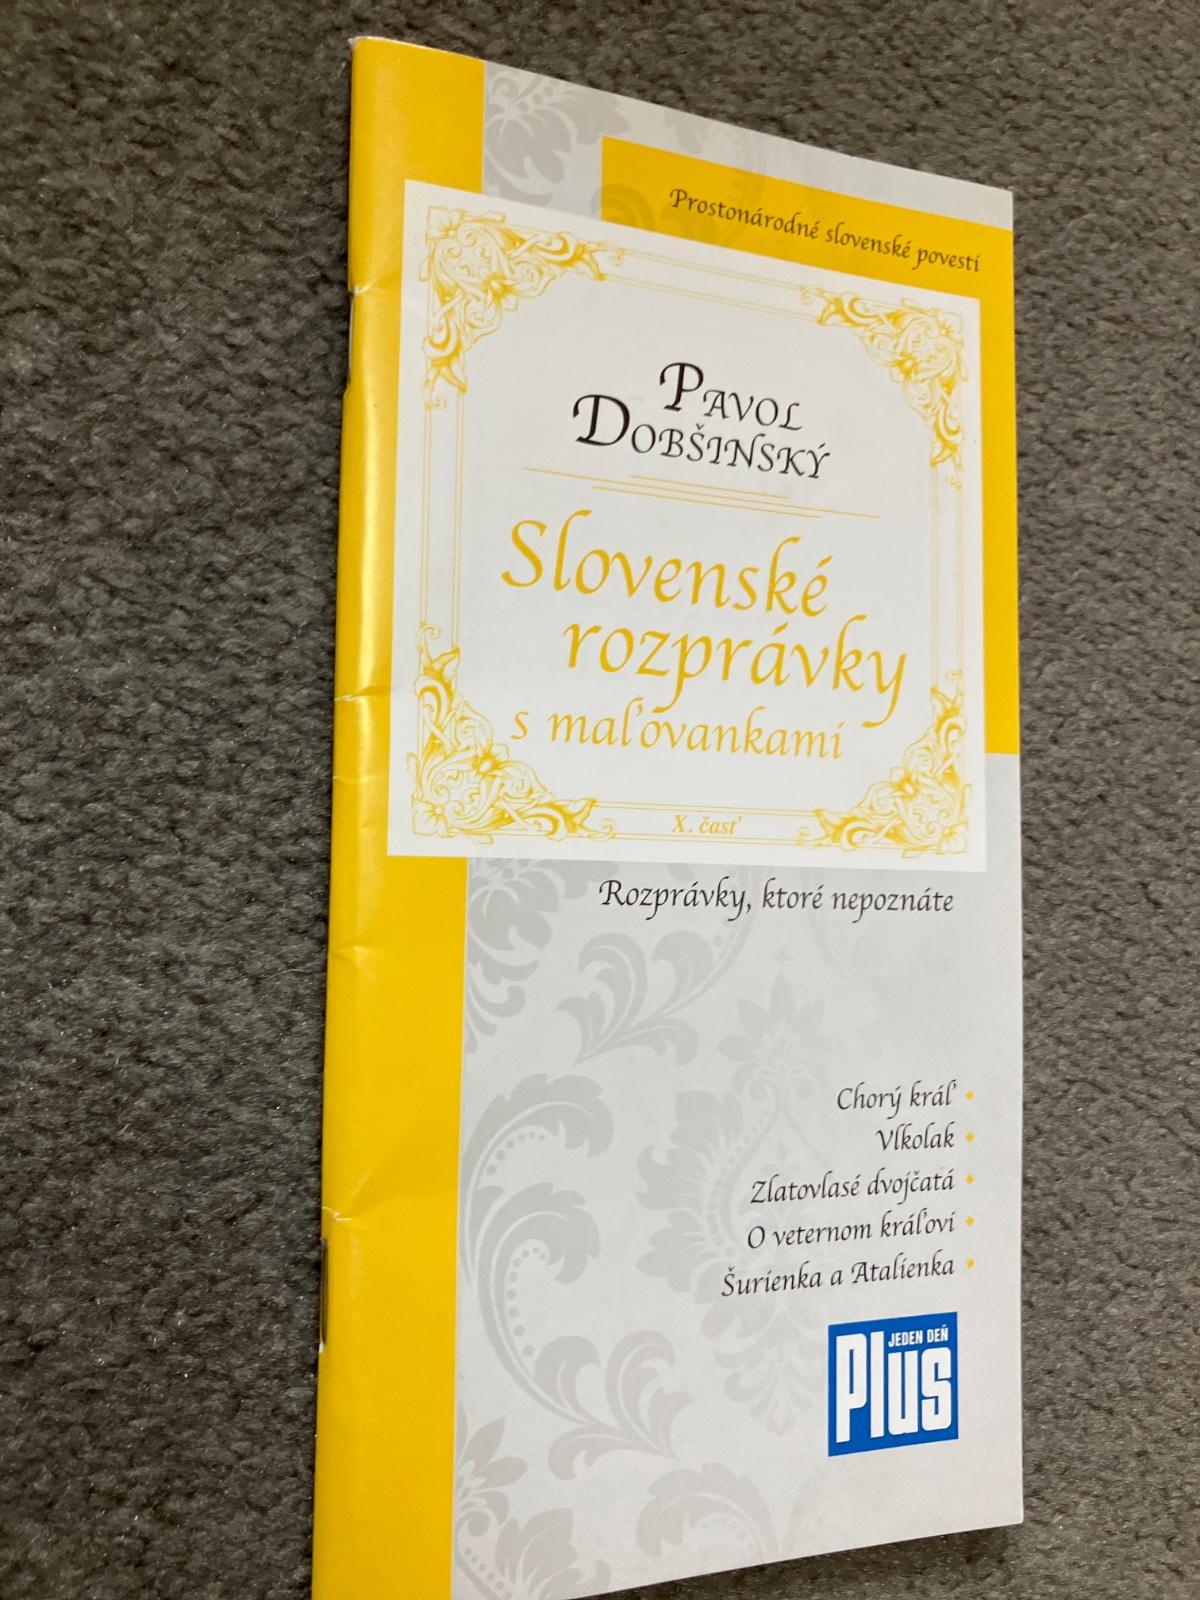 Prostonárodné slovenské povesti
PAVOL
DOBŠINSKÝ
Slovenské
rozprávky
s maľovankami
X. časť
Rozprávky, ktoré nepoznáte
Chorý kráľ •
Vlkolak •
Zlatovlasé dvojčatá •
O veternom kráľovi •
Šurienka a Atalienka •
JEDEN DEŇ
Plus